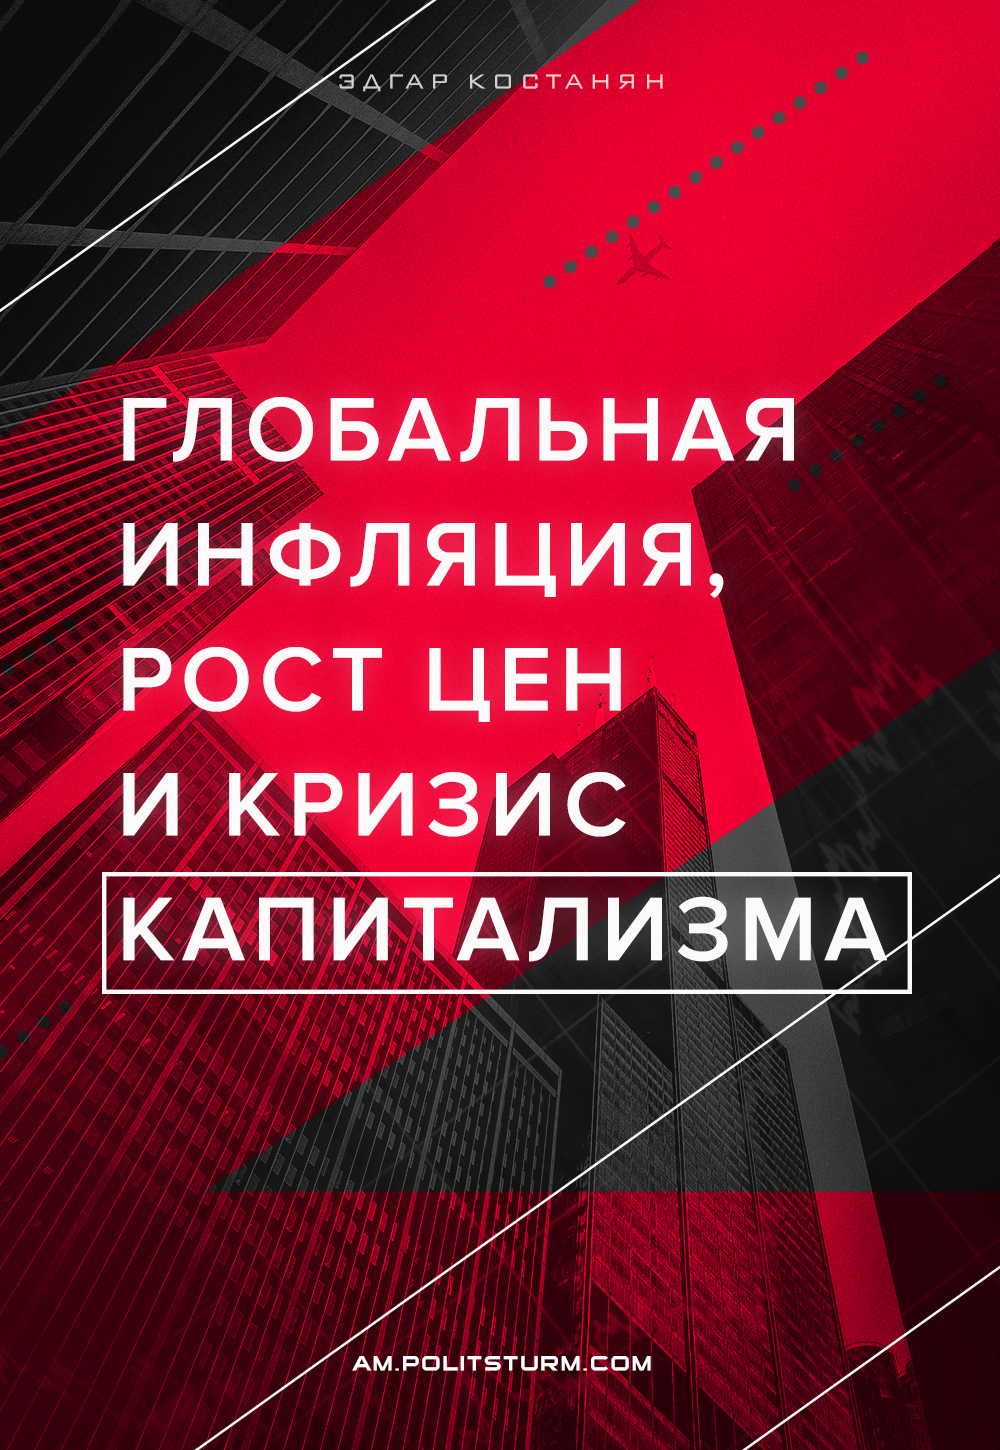 ЭДГАР КОСТАНЯН
ГЛОБАЛЬНАЯ
ИНФЛЯЦИЯ,
РОСТ ЦЕН
И КРИЗИС
КАПИТАЛИЗМА
AM.POLITSTURM.COM